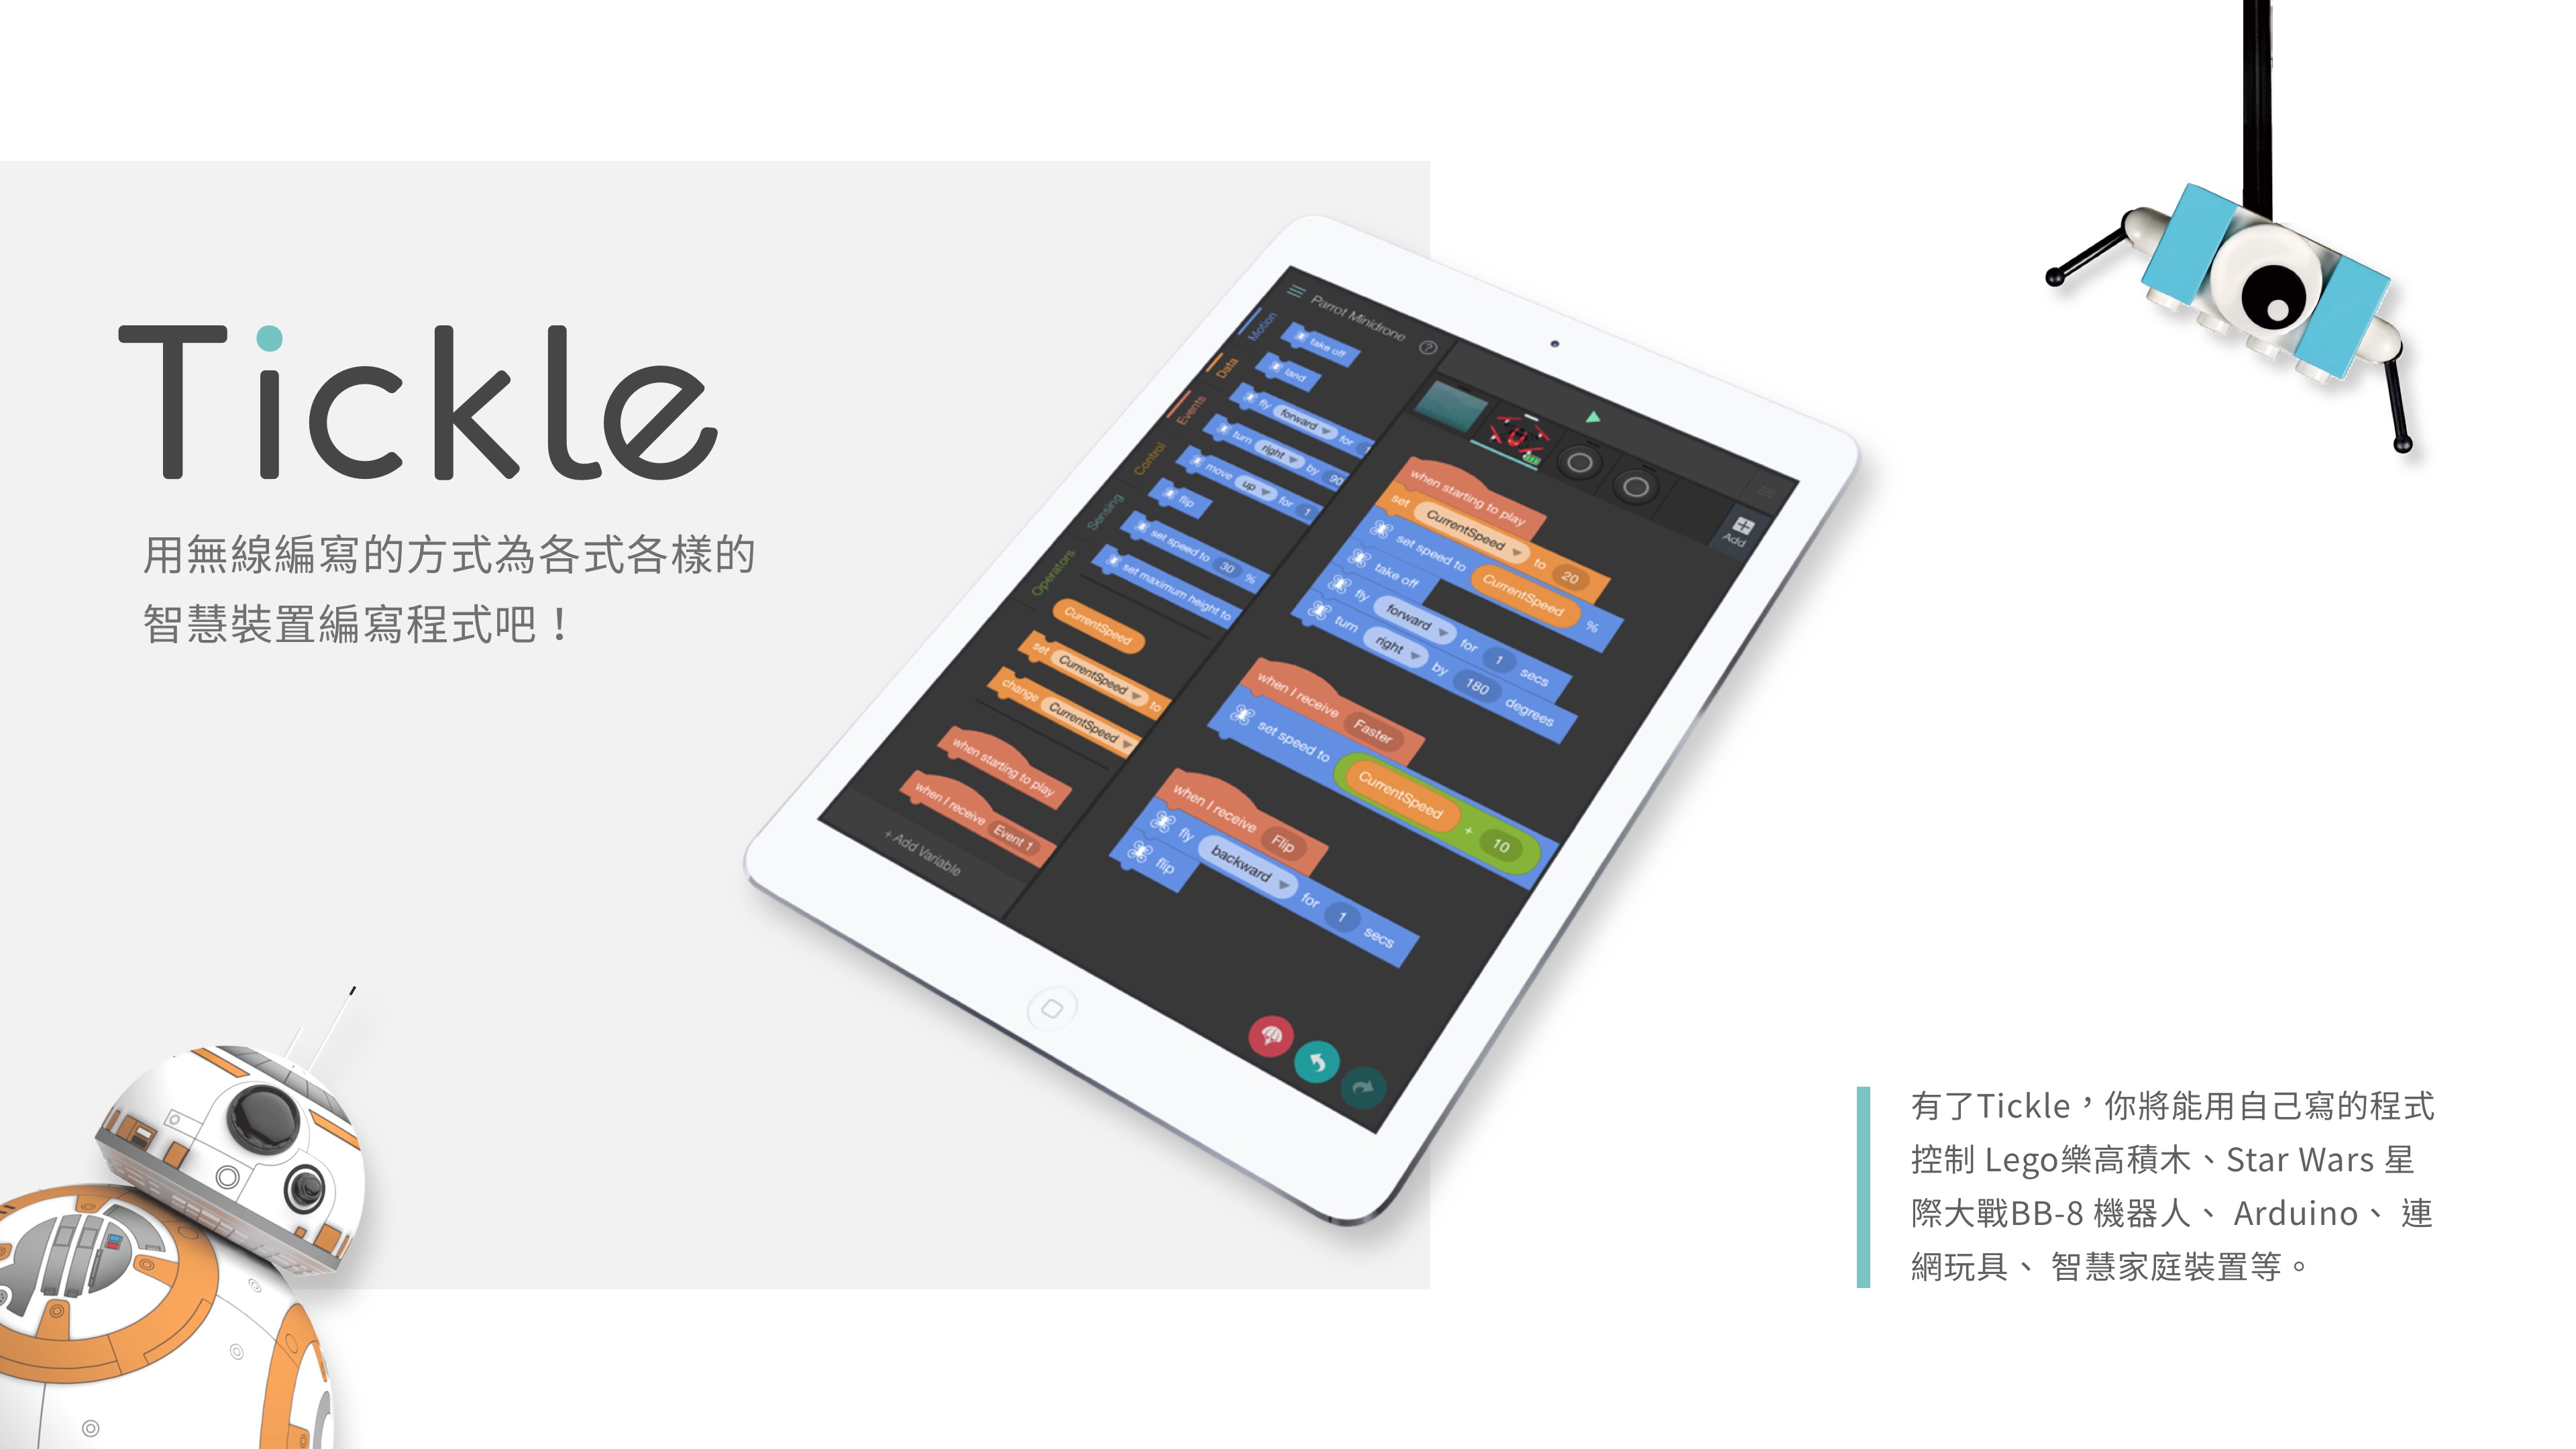 Tickle
用無線編寫的方式為各式各樣的
智慧裝置編寫程式吧！
Parrot Minidrone
?
Motion
Data
Events
Control
Sensing
Operators
take off
land
fly forward for 1
turn right by 90
move up for 1
flip
set speed to 30 %
set maximum height to
CurrentSpeed
set CurrentSpeed to
change CurrentSpeed
when starting to play
when I receive Event 1
+ Add Variable
Add
when starting to play
set CurrentSpeed to 20
set speed to CurrentSpeed %
take off
fly forward for 1 secs
turn right by 180 degrees
when I receive Faster
set speed to CurrentSpeed + 10
when I receive Flip
fly backward for 1 secs
flip
有了Tickle，你將能用自己寫的程式
控制 Lego樂高積木、Star Wars 星
際大戰BB-8 機器人、 Arduino、 連
網玩具、 智慧家庭裝置等。